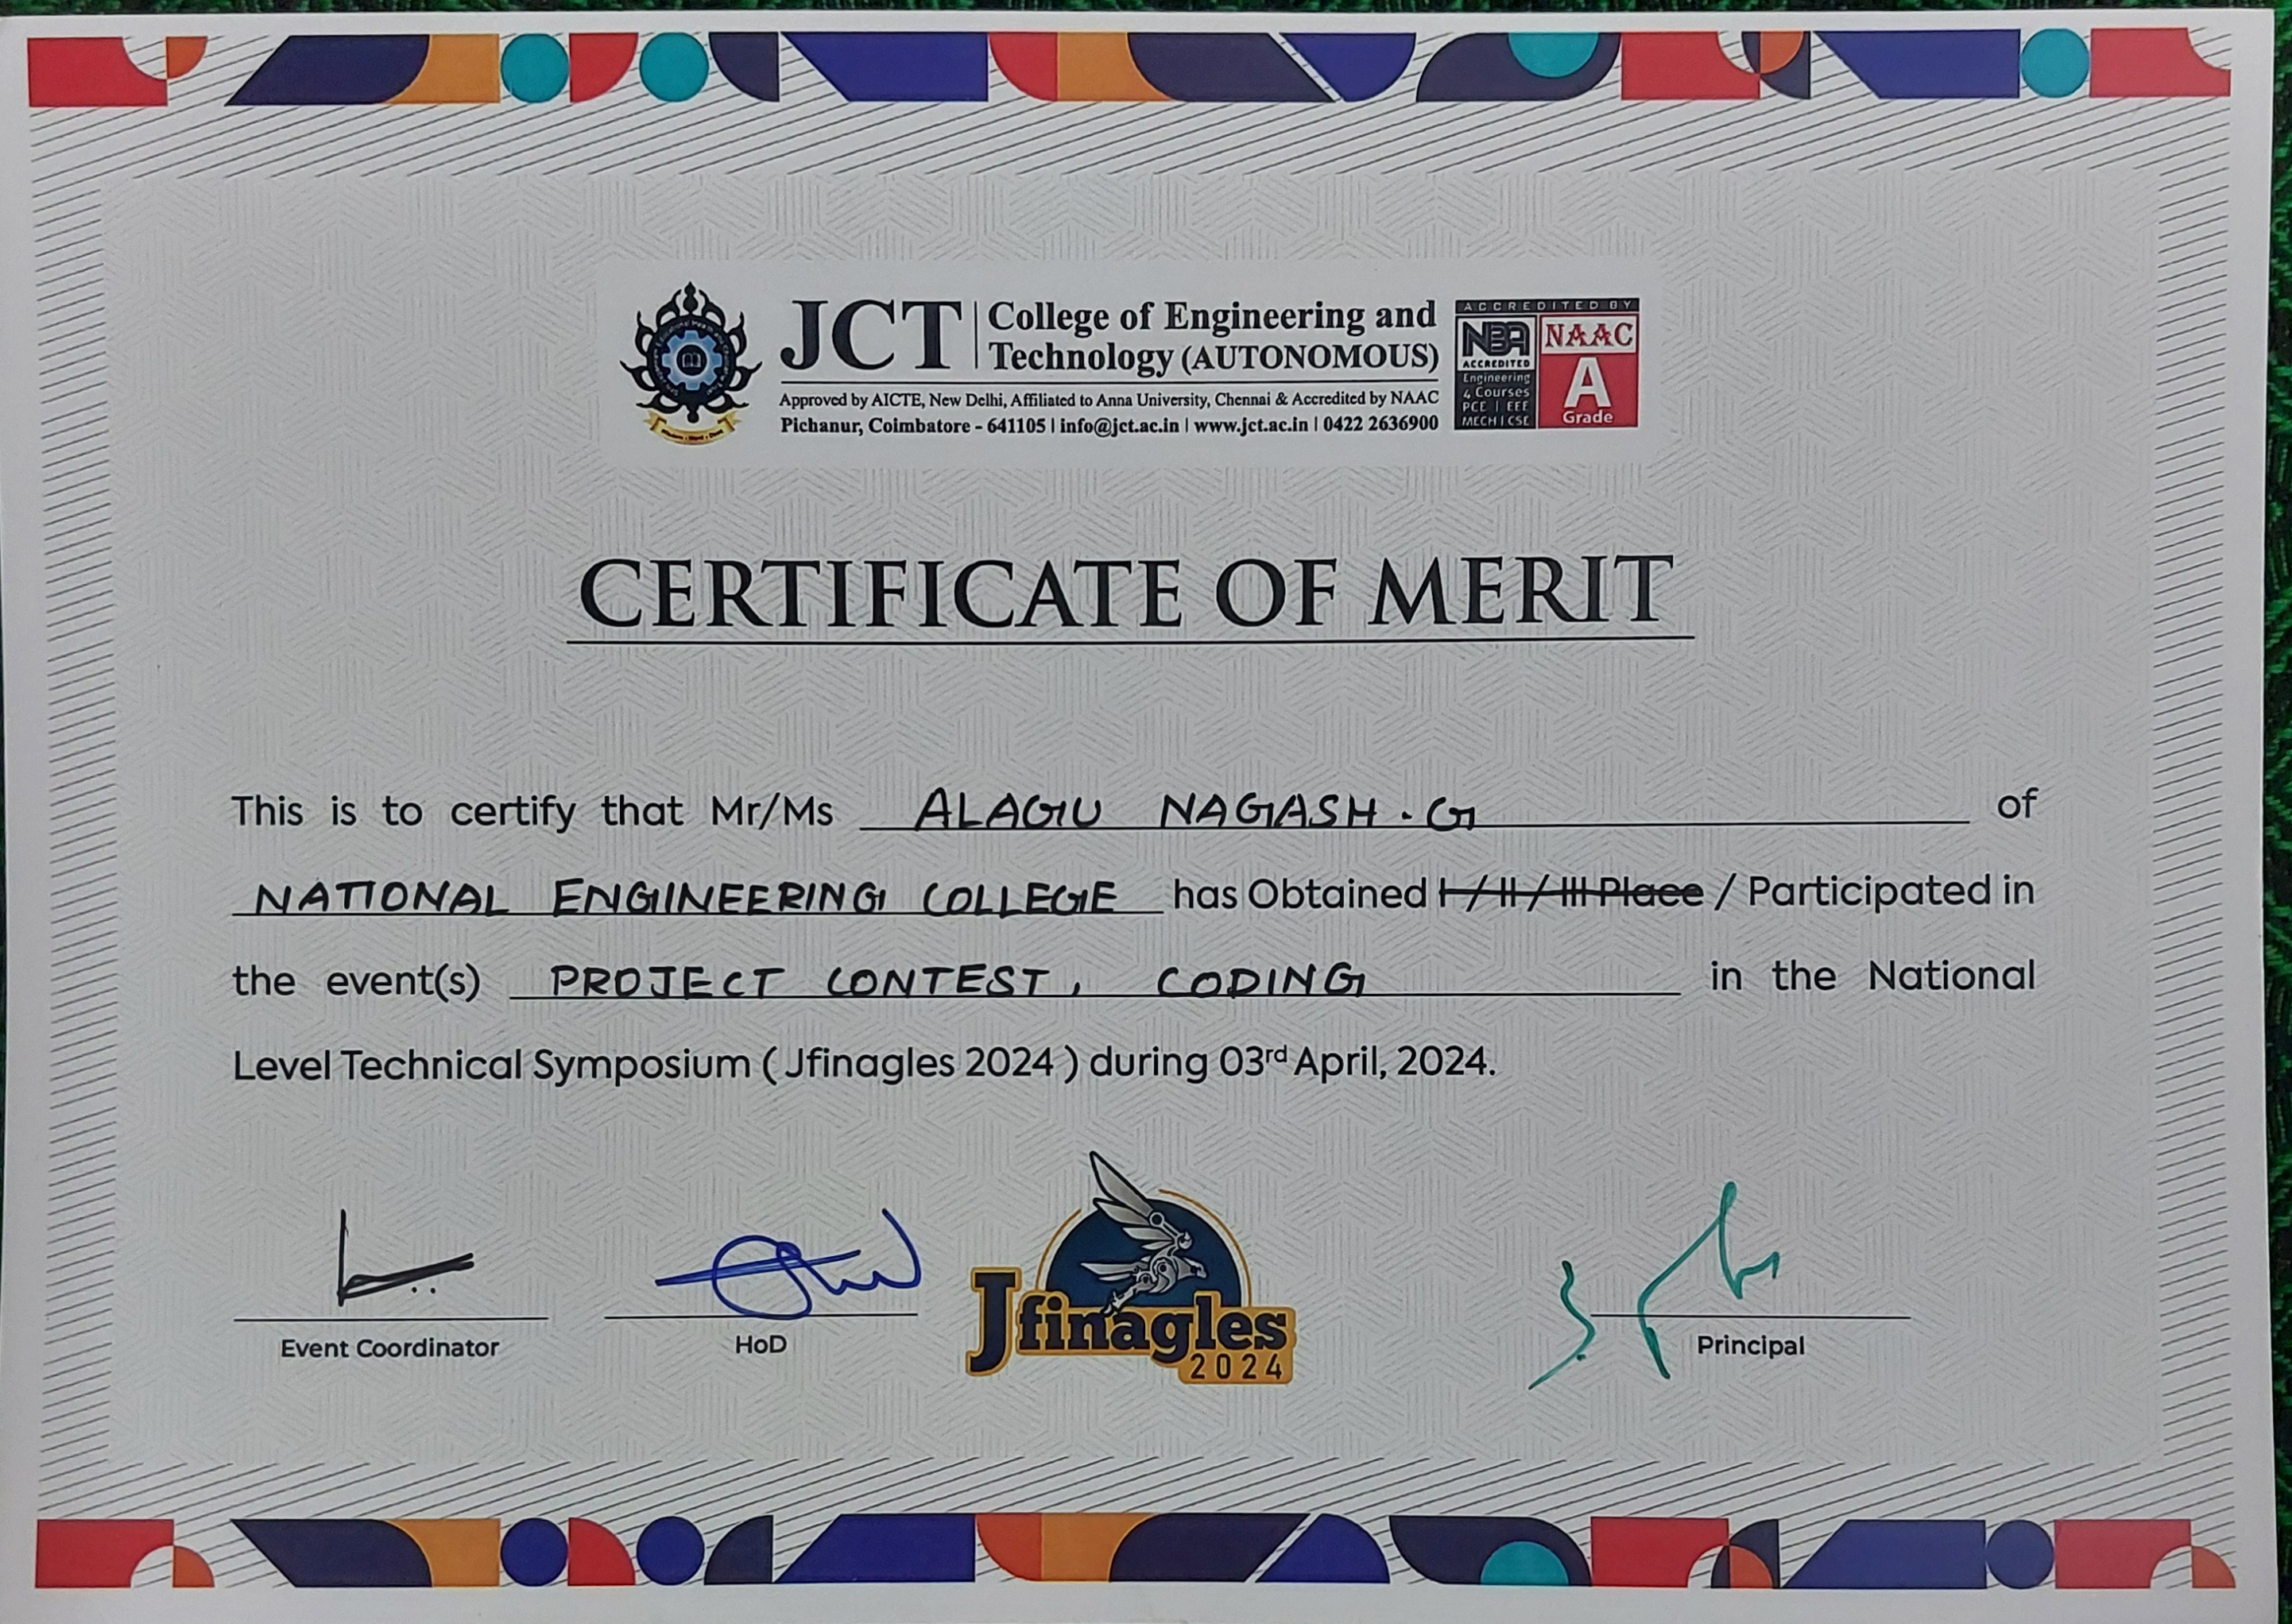 JCT College of Engineering and
Technology (AUTONOMOUS)
Approved by AICTE, New Delhi, Affiliated to Anna University, Chennai & Accredited by NAAC
Pichanur, Coimbatore - 641105 | info@jct.ac.in | www.jct.ac.in | 0422 2636900
ACCREDITED BY
NBA
ACCREDITED
Engineering
4 Courses
PCE | EEE
MECH | CSE
NAAC
A
Grade
CERTIFICATE OF MERIT
This is to certify that Mr/Ms ALAGU NAGASH . G of
NATIONAL ENGINEERING COLLEGE has Obtained I / II / III Place / Participated in
the event(s) PROJECT CONTEST, CODING in the National
Level Technical Symposium ( Jfinagles 2024 ) during 03rd April, 2024.
Event Coordinator
HoD
Jfinagles
2024
Principal